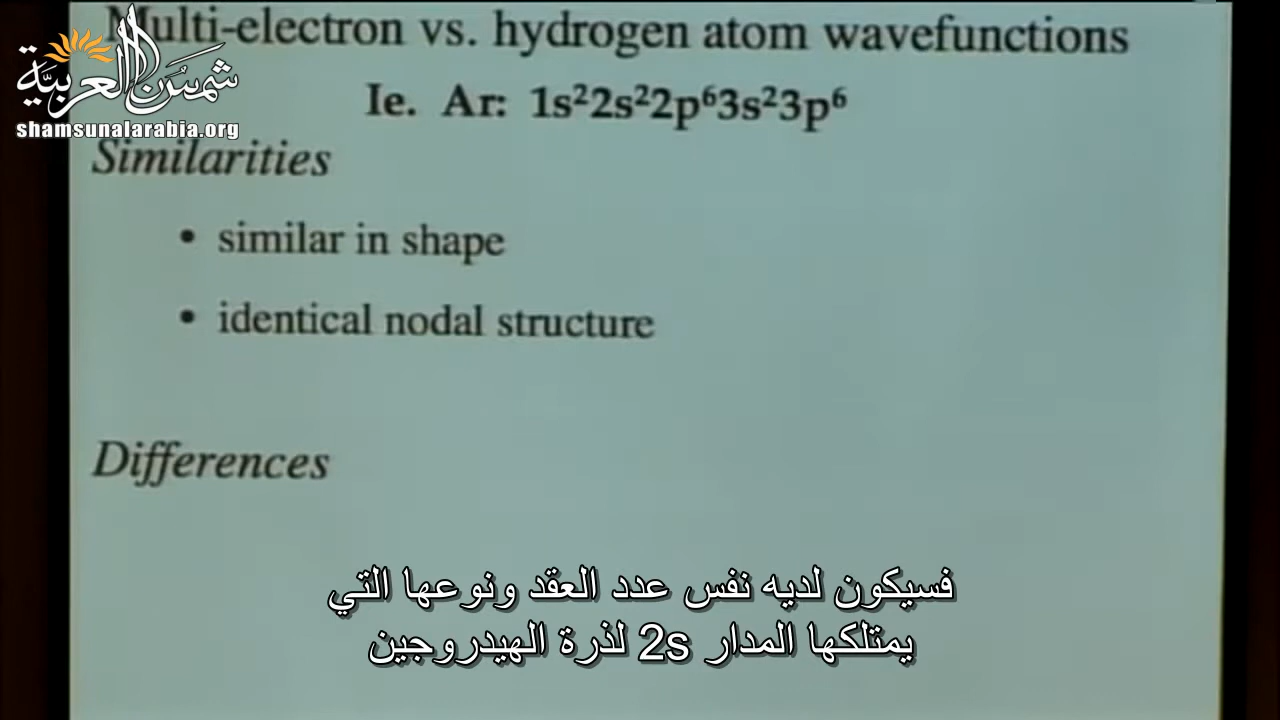 Multi-electron vs. hydrogen atom wavefunctions
شمس العربية
shamsunalarabia.org
Ie. Ar: 1s²2s²2p⁶3s²3p⁶
Similarities
• similar in shape
• identical nodal structure
Differences
فسيكون لديه نفس عدد العقد ونوعها التي
يمتلكها المدار 2s لذرة الهيدروجين